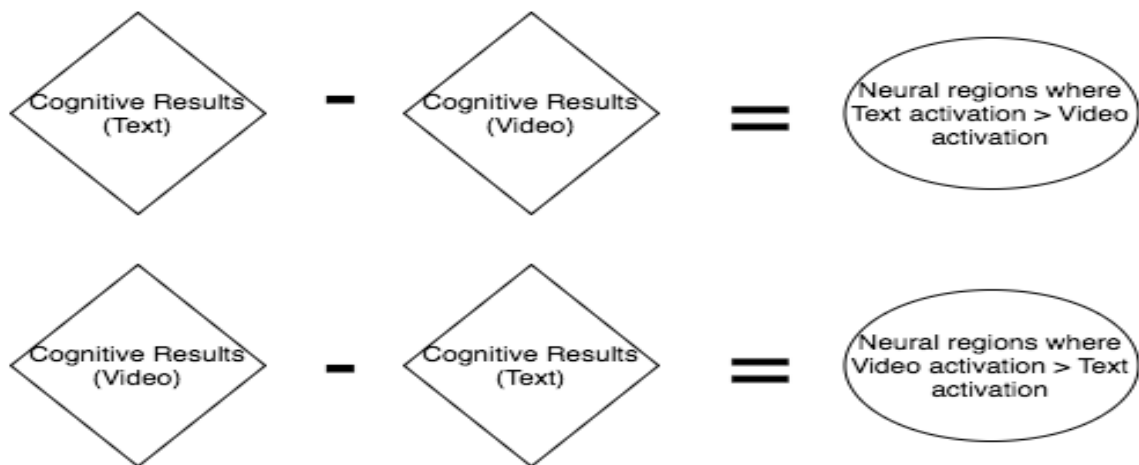 Cognitive Results
(Text)
-
Cognitive Results
(Video)
=
Neural regions where
Text activation > Video
activation
Cognitive Results
(Video)
-
Cognitive Results
(Text)
=
Neural regions where
Video activation > Text
activation